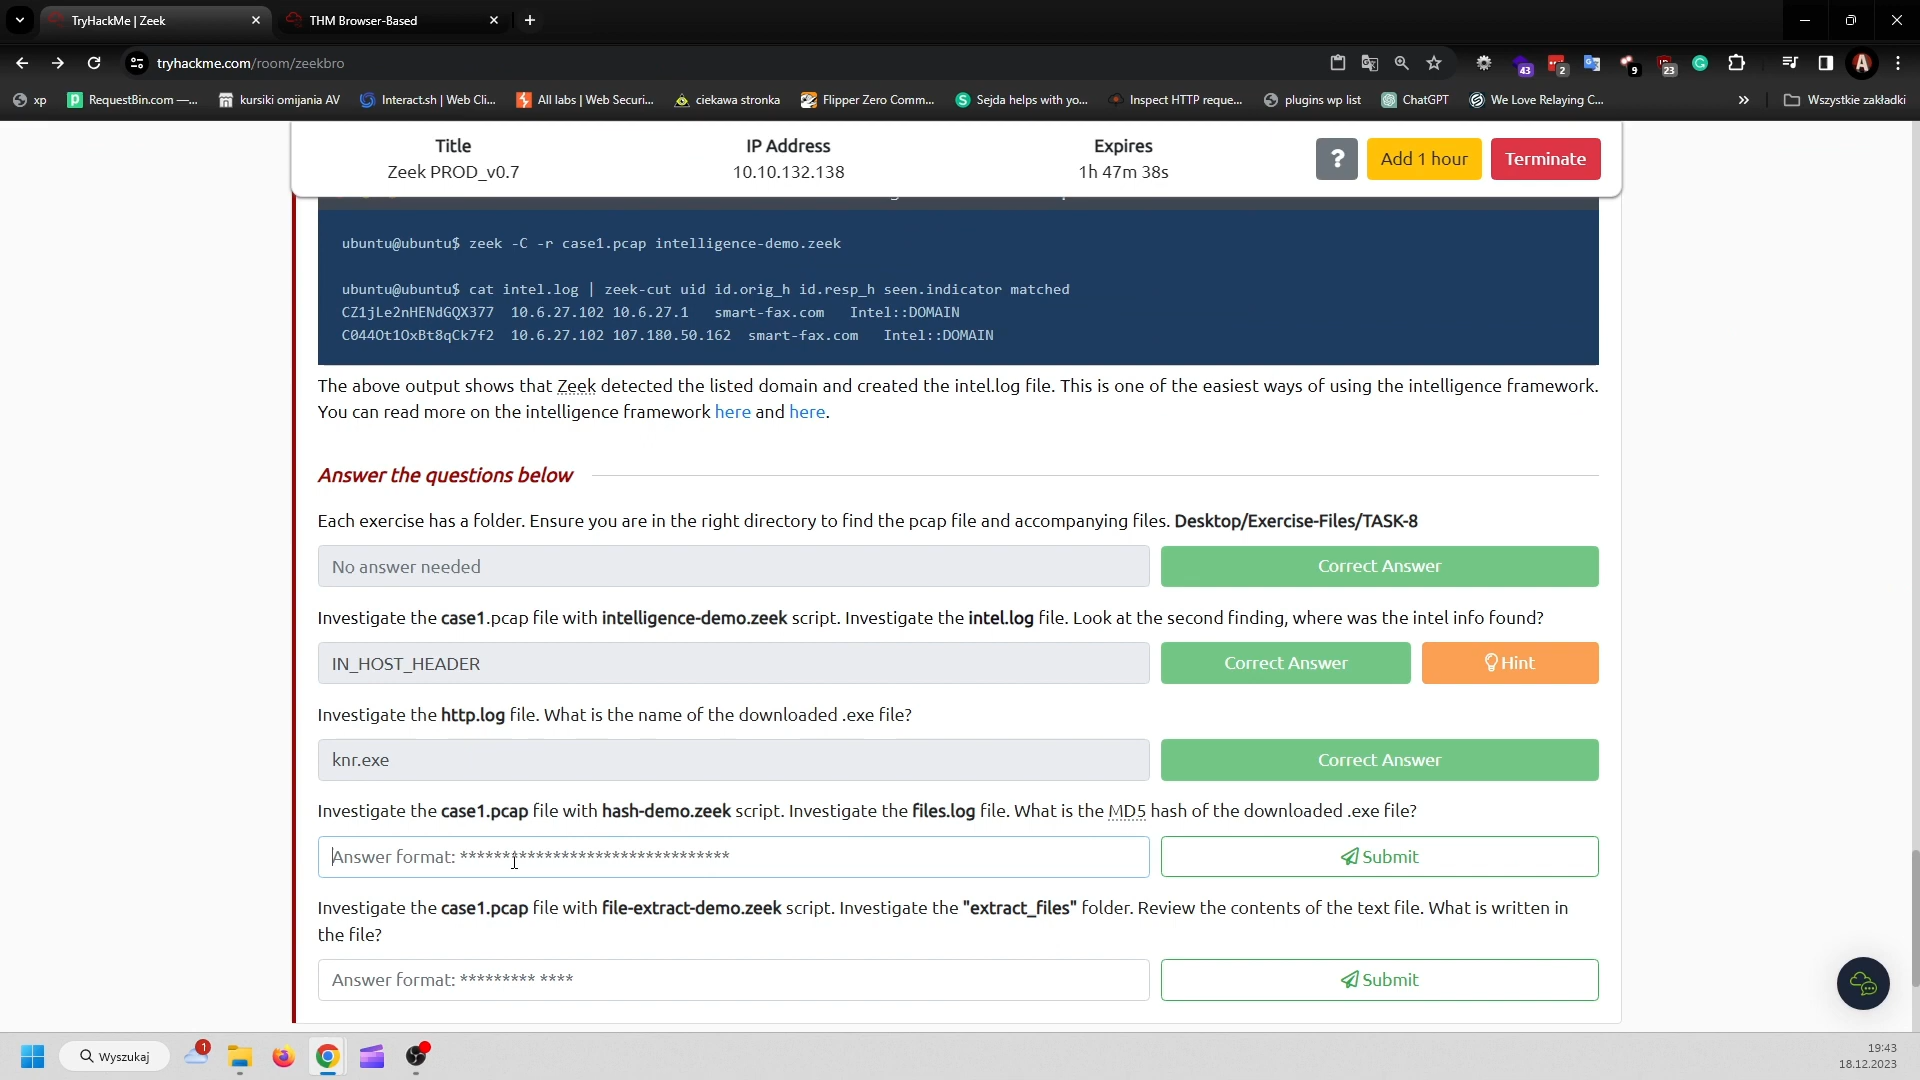 TryHackMe | Zeek
THM Browser-Based
tryhackme.com/room/zeekbro
43
2
9
23
A
xp
RequestBin.com —...
kursiki omijania AV
Interact.sh | Web Cli...
All labs | Web Securi...
ciekawa stronka
Flipper Zero Comm...
Sejda helps with yo...
Inspect HTTP reque...
plugins wp list
ChatGPT
We Love Relaying C...
»
Wszystkie zakładki
Title
IP Address
Expires
Zeek PROD_v0.7
10.10.132.138
1h 47m 38s
?
Add 1 hour
Terminate
ubuntu@ubuntu$ zeek -C -r case1.pcap intelligence-demo.zeek
ubuntu@ubuntu$ cat intel.log | zeek-cut uid id.orig_h id.resp_h seen.indicator matched
CZ1jLe2nHENdGQX377 10.6.27.102 10.6.27.1 smart-fax.com Intel::DOMAIN
C044Ot1OxBt8qCk7f2 10.6.27.102 107.180.50.162 smart-fax.com Intel::DOMAIN
The above output shows that Zeek detected the listed domain and created the intel.log file. This is one of the easiest ways of using the intelligence framework.
You can read more on the intelligence framework here and here.
Answer the questions below
Each exercise has a folder. Ensure you are in the right directory to find the pcap file and accompanying files. Desktop/Exercise-Files/TASK-8
No answer needed
Correct Answer
Investigate the case1.pcap file with intelligence-demo.zeek script. Investigate the intel.log file. Look at the second finding, where was the intel info found?
IN_HOST_HEADER
Correct Answer
Hint
Investigate the http.log file. What is the name of the downloaded .exe file?
knr.exe
Correct Answer
Investigate the case1.pcap file with hash-demo.zeek script. Investigate the files.log file. What is the MD5 hash of the downloaded .exe file?
Answer format: ********************************
Submit
Investigate the case1.pcap file with file-extract-demo.zeek script. Investigate the "extract_files" folder. Review the contents of the text file. What is written in
the file?
Answer format: ********* ****
Submit
Wyszukaj
1
19:43
18.12.2023